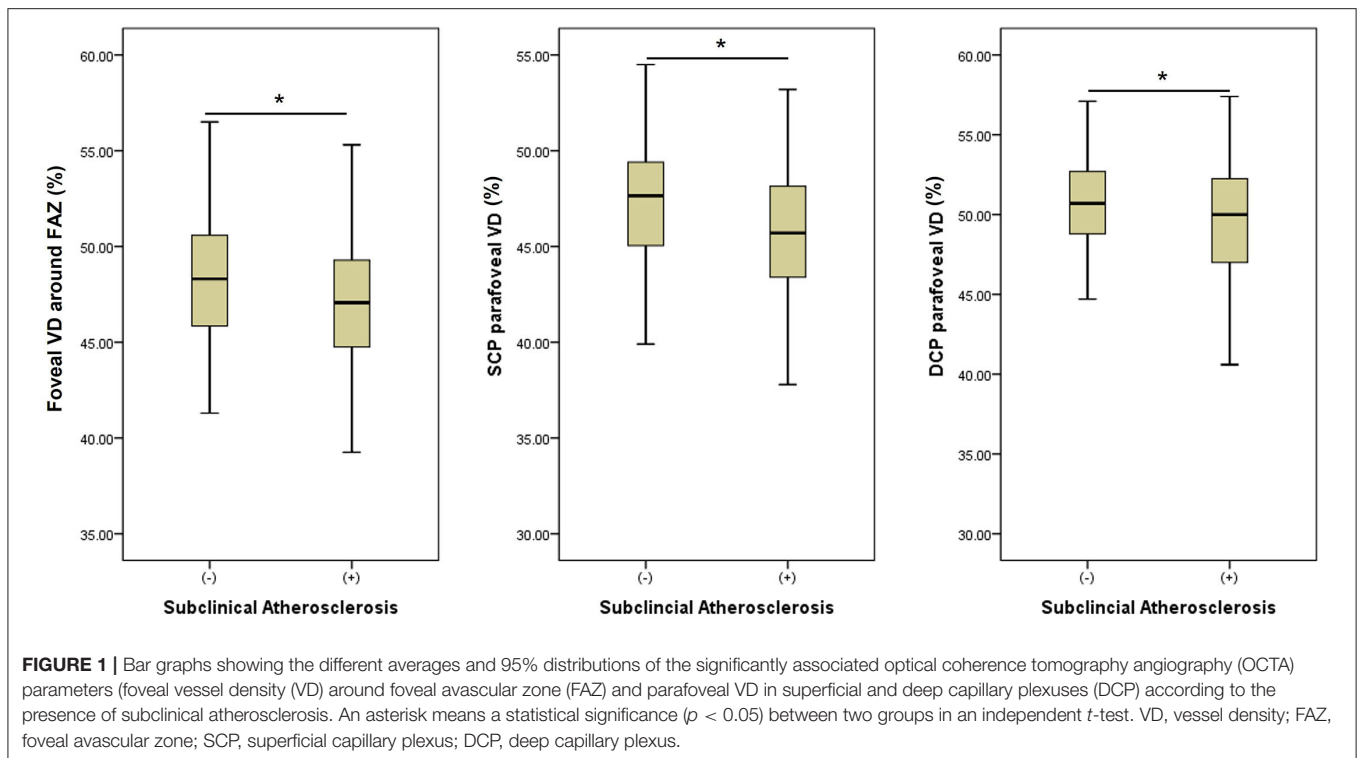 60.00
55.00
50.00
45.00
40.00
35.00
Foveal VD around FAZ (%)
*
(-)
(+)
Subclinical Atherosclerosis
55.00
50.00
45.00
40.00
35.00
30.00
SCP parafoveal VD (%)
*
(-)
(+)
Subclincial Atherosclerosis
60.00
55.00
50.00
45.00
40.00
35.00
30.00
DCP parafoveal VD (%)
*
(-)
(+)
Subclincial Atherosclerosis
FIGURE 1 | Bar graphs showing the different averages and 95% distributions of the significantly associated optical coherence tomography angiography (OCTA)
parameters (foveal vessel density (VD) around foveal avascular zone (FAZ) and parafoveal VD in superficial and deep capillary plexuses (DCP) according to the
presence of subclinical atherosclerosis. An asterisk means a statistical significance (p < 0.05) between two groups in an independent t-test. VD, vessel density; FAZ,
foveal avascular zone; SCP, superficial capillary plexus; DCP, deep capillary plexus.